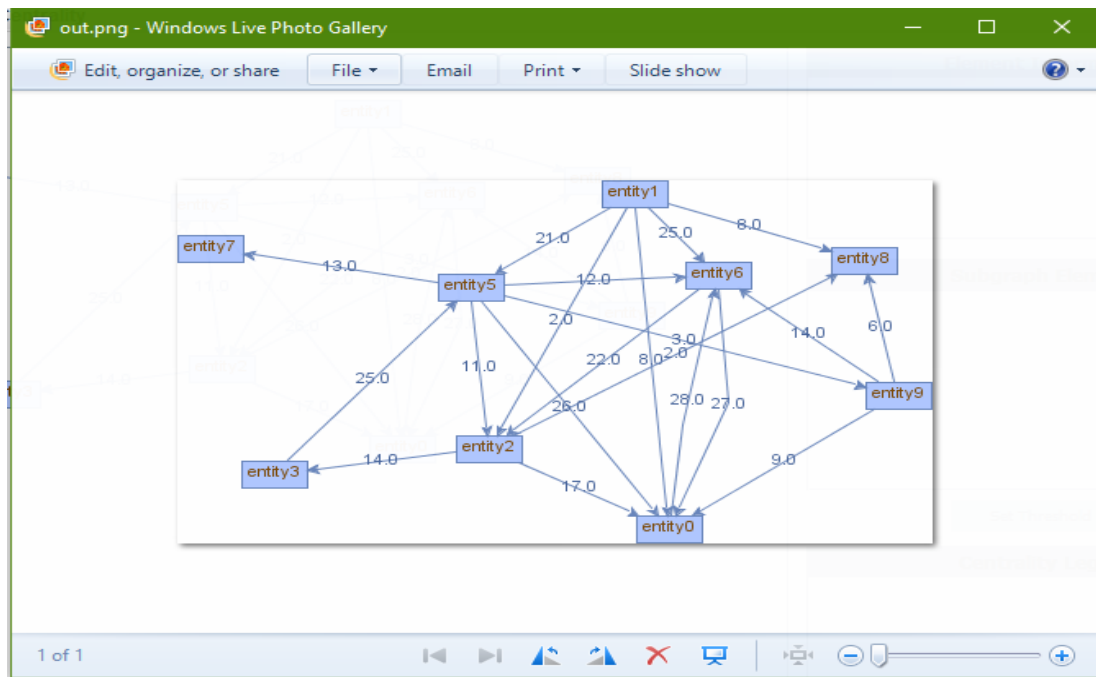 out.png - Windows Live Photo Gallery
Edit, organize, or share File Email Print Slide show
entity1
21.0
25.0
8.0
entity7
13.0
entity5
12.0
entity6
entity8
2.0
3.0
14.0
6.0
11.0
22.0
8.0
2.0
25.0
26.0
28.0
27.0
entity9
entity2
14.0
entity3
9.0
17.0
entity0
1 of 1